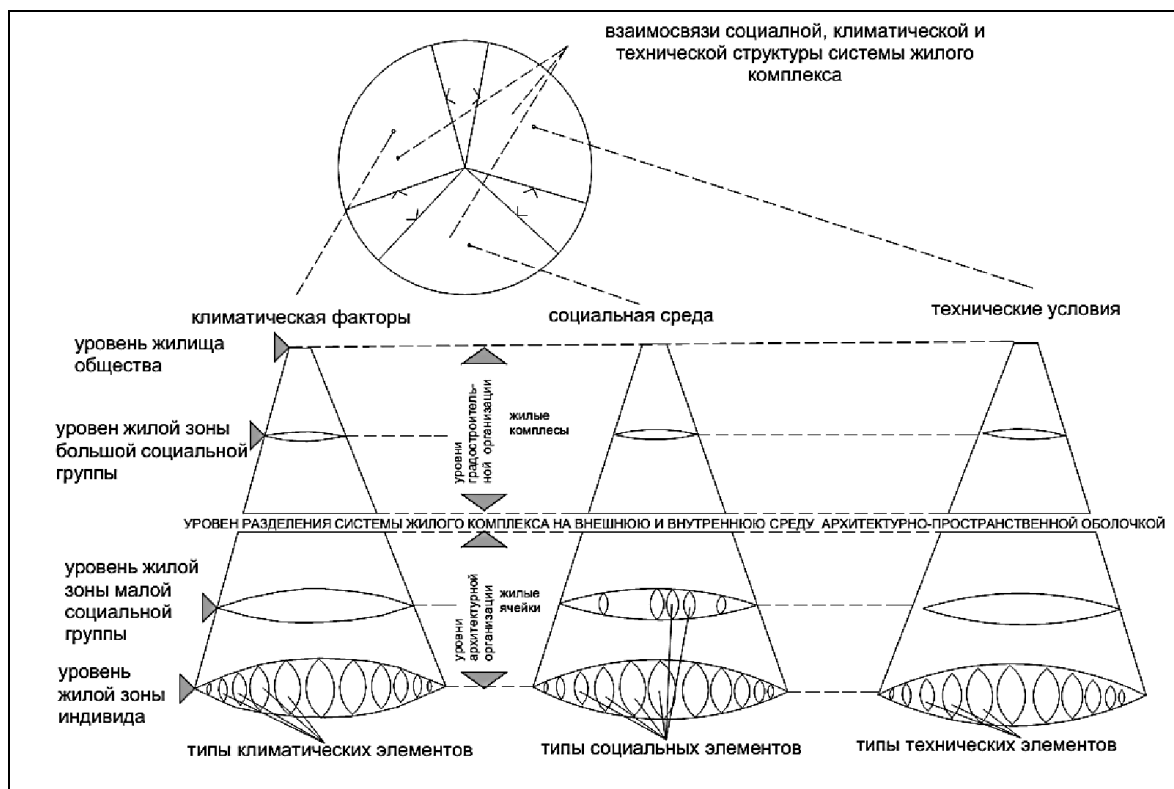 взаимосвязи социалной, климатической и
технической структуры системы жилого
комплекса
климатическая факторы
социальная среда
технические условия
уровень жилища
общества
уровни
градостроитель-
ной организации
жилые
комплесы
уровен жилой зоны
большой социальной
группы
УРОВЕН РАЗДЕЛЕНИЯ СИСТЕМЫ ЖИЛОГО КОМПЛЕКСА НА ВНЕШНЮЮ И ВНУТРЕННЮЮ СРЕДУ АРХИТЕКТУРНО-ПРОСТРАНСТВЕННОЙ ОБОЛОЧКОЙ
уровень жилой
зоны малой
социальной
группы
уровни
архитектурной
организации
жилые
ячейки
уровень
жилой зоны
индивида
типы климатических элементов
типы социальных элементов
типы технических элементов